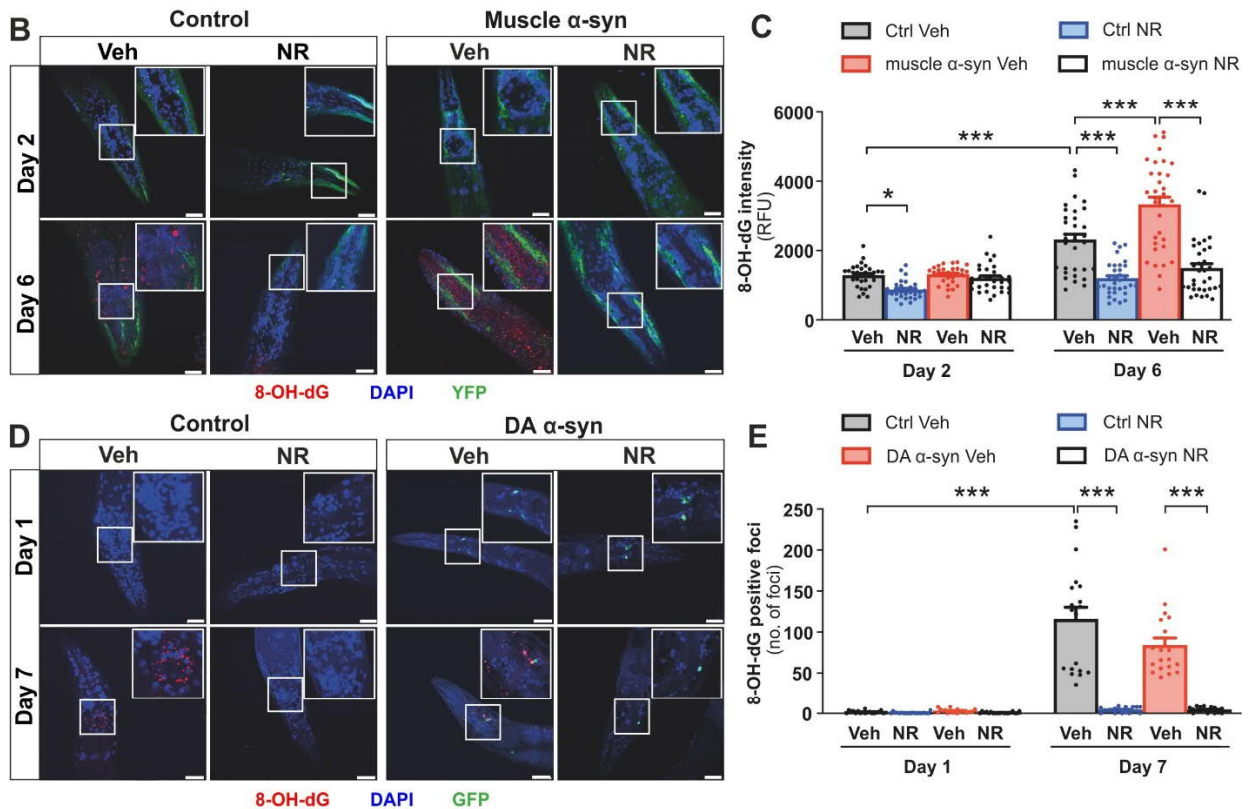 B
Control
Muscle α-syn
Veh
NR
Veh
NR
Day 2
Day 6
8-OH-dG DAPI YFP
C
Ctrl Veh
Ctrl NR
muscle α-syn Veh
muscle α-syn NR
8-OH-dG intensity
(RFU)
6000
4000
2000
0
*
***
***
***
***
Veh NR Veh NR Veh NR Veh NR
Day 2
Day 6
D
Control
DA α-syn
Veh
NR
Veh
NR
Day 1
Day 7
8-OH-dG DAPI GFP
E
Ctrl Veh
Ctrl NR
DA α-syn Veh
DA α-syn NR
8-OH-dG positive foci
(no. of foci)
250
200
150
100
50
0
***
***
***
Veh NR Veh NR Veh NR Veh NR
Day 1
Day 7